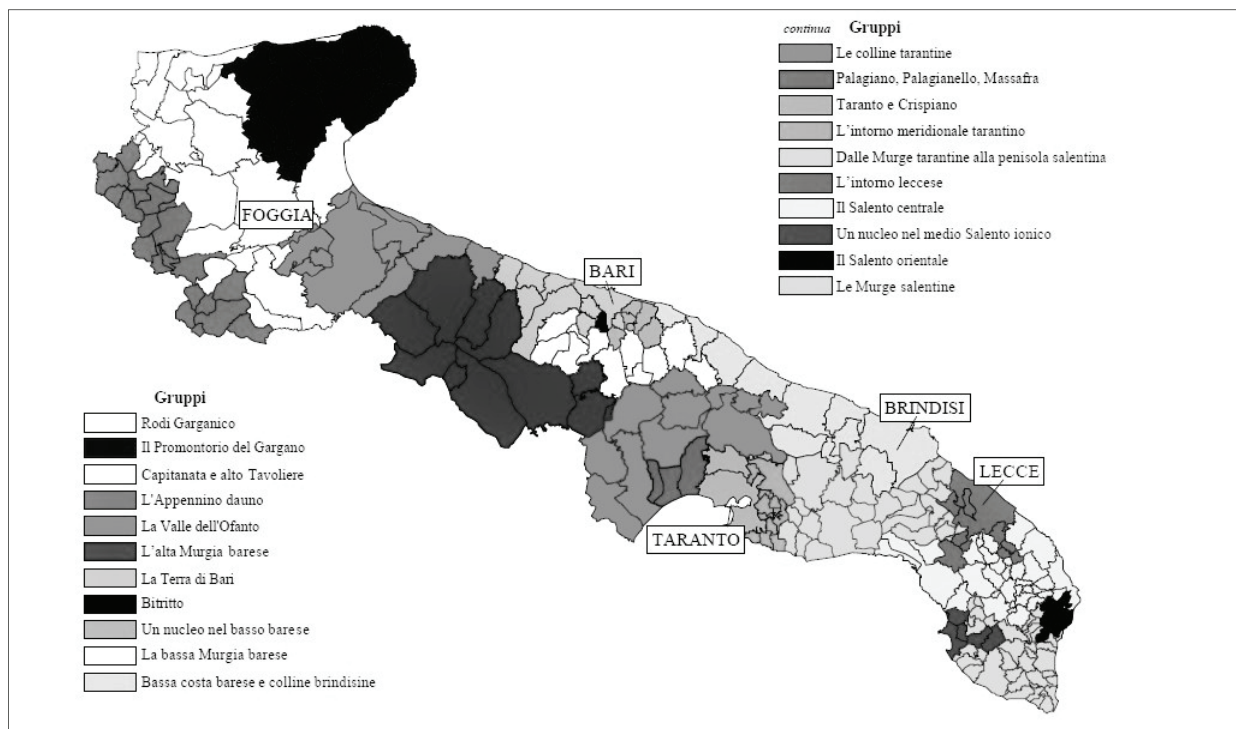 continua Gruppi
Le colline tarantine
Palagiano, Palagianello, Massafra
Taranto e Crispiano
L'intorno meridionale tarantino
Dalle Murge tarantine alla penisola salentina
L'intorno leccese
Il Salento centrale
Un nucleo nel medio Salento ionico
Il Salento orientale
Le Murge salentine
FOGGIA
BARI
BRINDISI
LECCE
TARANTO
Gruppi
Rodi Garganico
Il Promontorio del Gargano
Capitanata e alto Tavoliere
L'Appennino dauno
La Valle dell'Ofanto
L'alta Murgia barese
La Terra di Bari
Bitritto
Un nucleo nel basso barese
La bassa Murgia barese
Bassa costa barese e colline brindisine